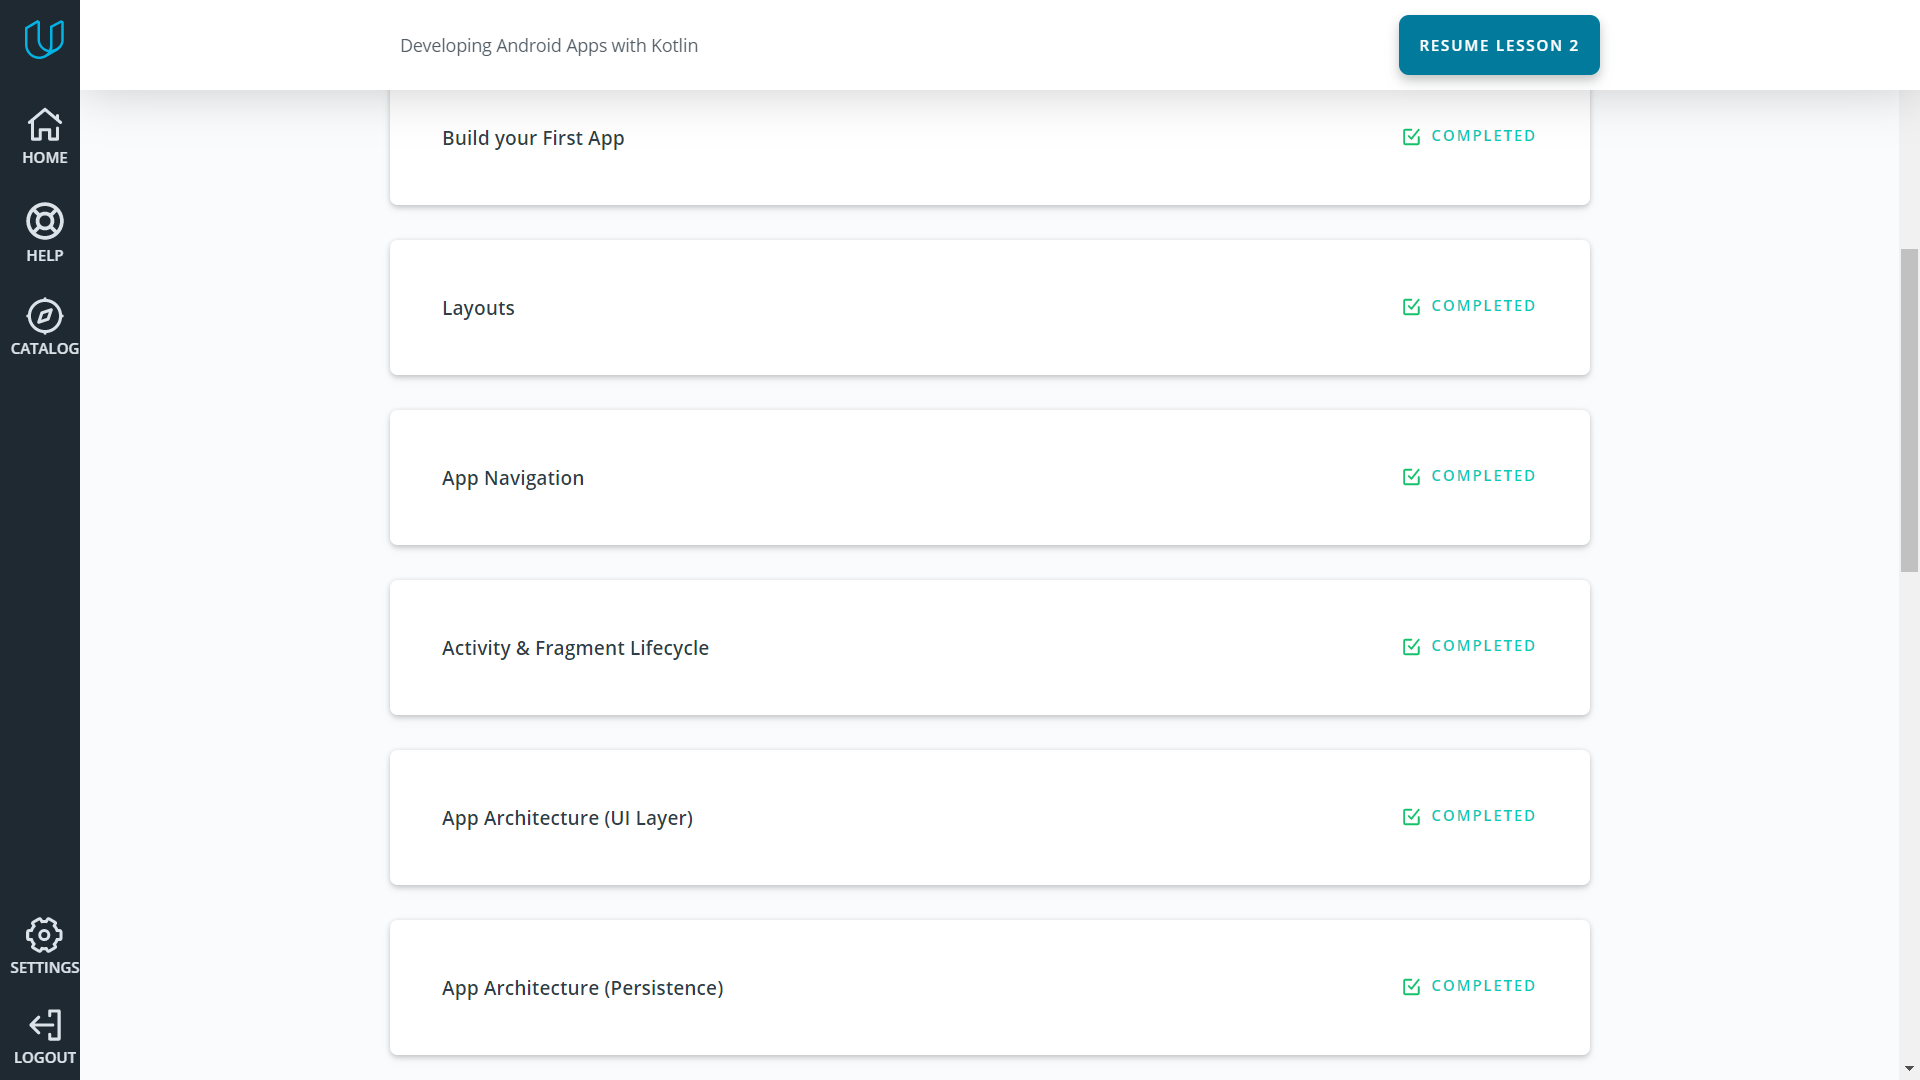 Developing Android Apps with Kotlin
RESUME LESSON 2
HOME
HELP
CATALOG
SETTINGS
LOGOUT
Build your First App
COMPLETED
Layouts
COMPLETED
App Navigation
COMPLETED
Activity & Fragment Lifecycle
COMPLETED
App Architecture (UI Layer)
COMPLETED
App Architecture (Persistence)
COMPLETED